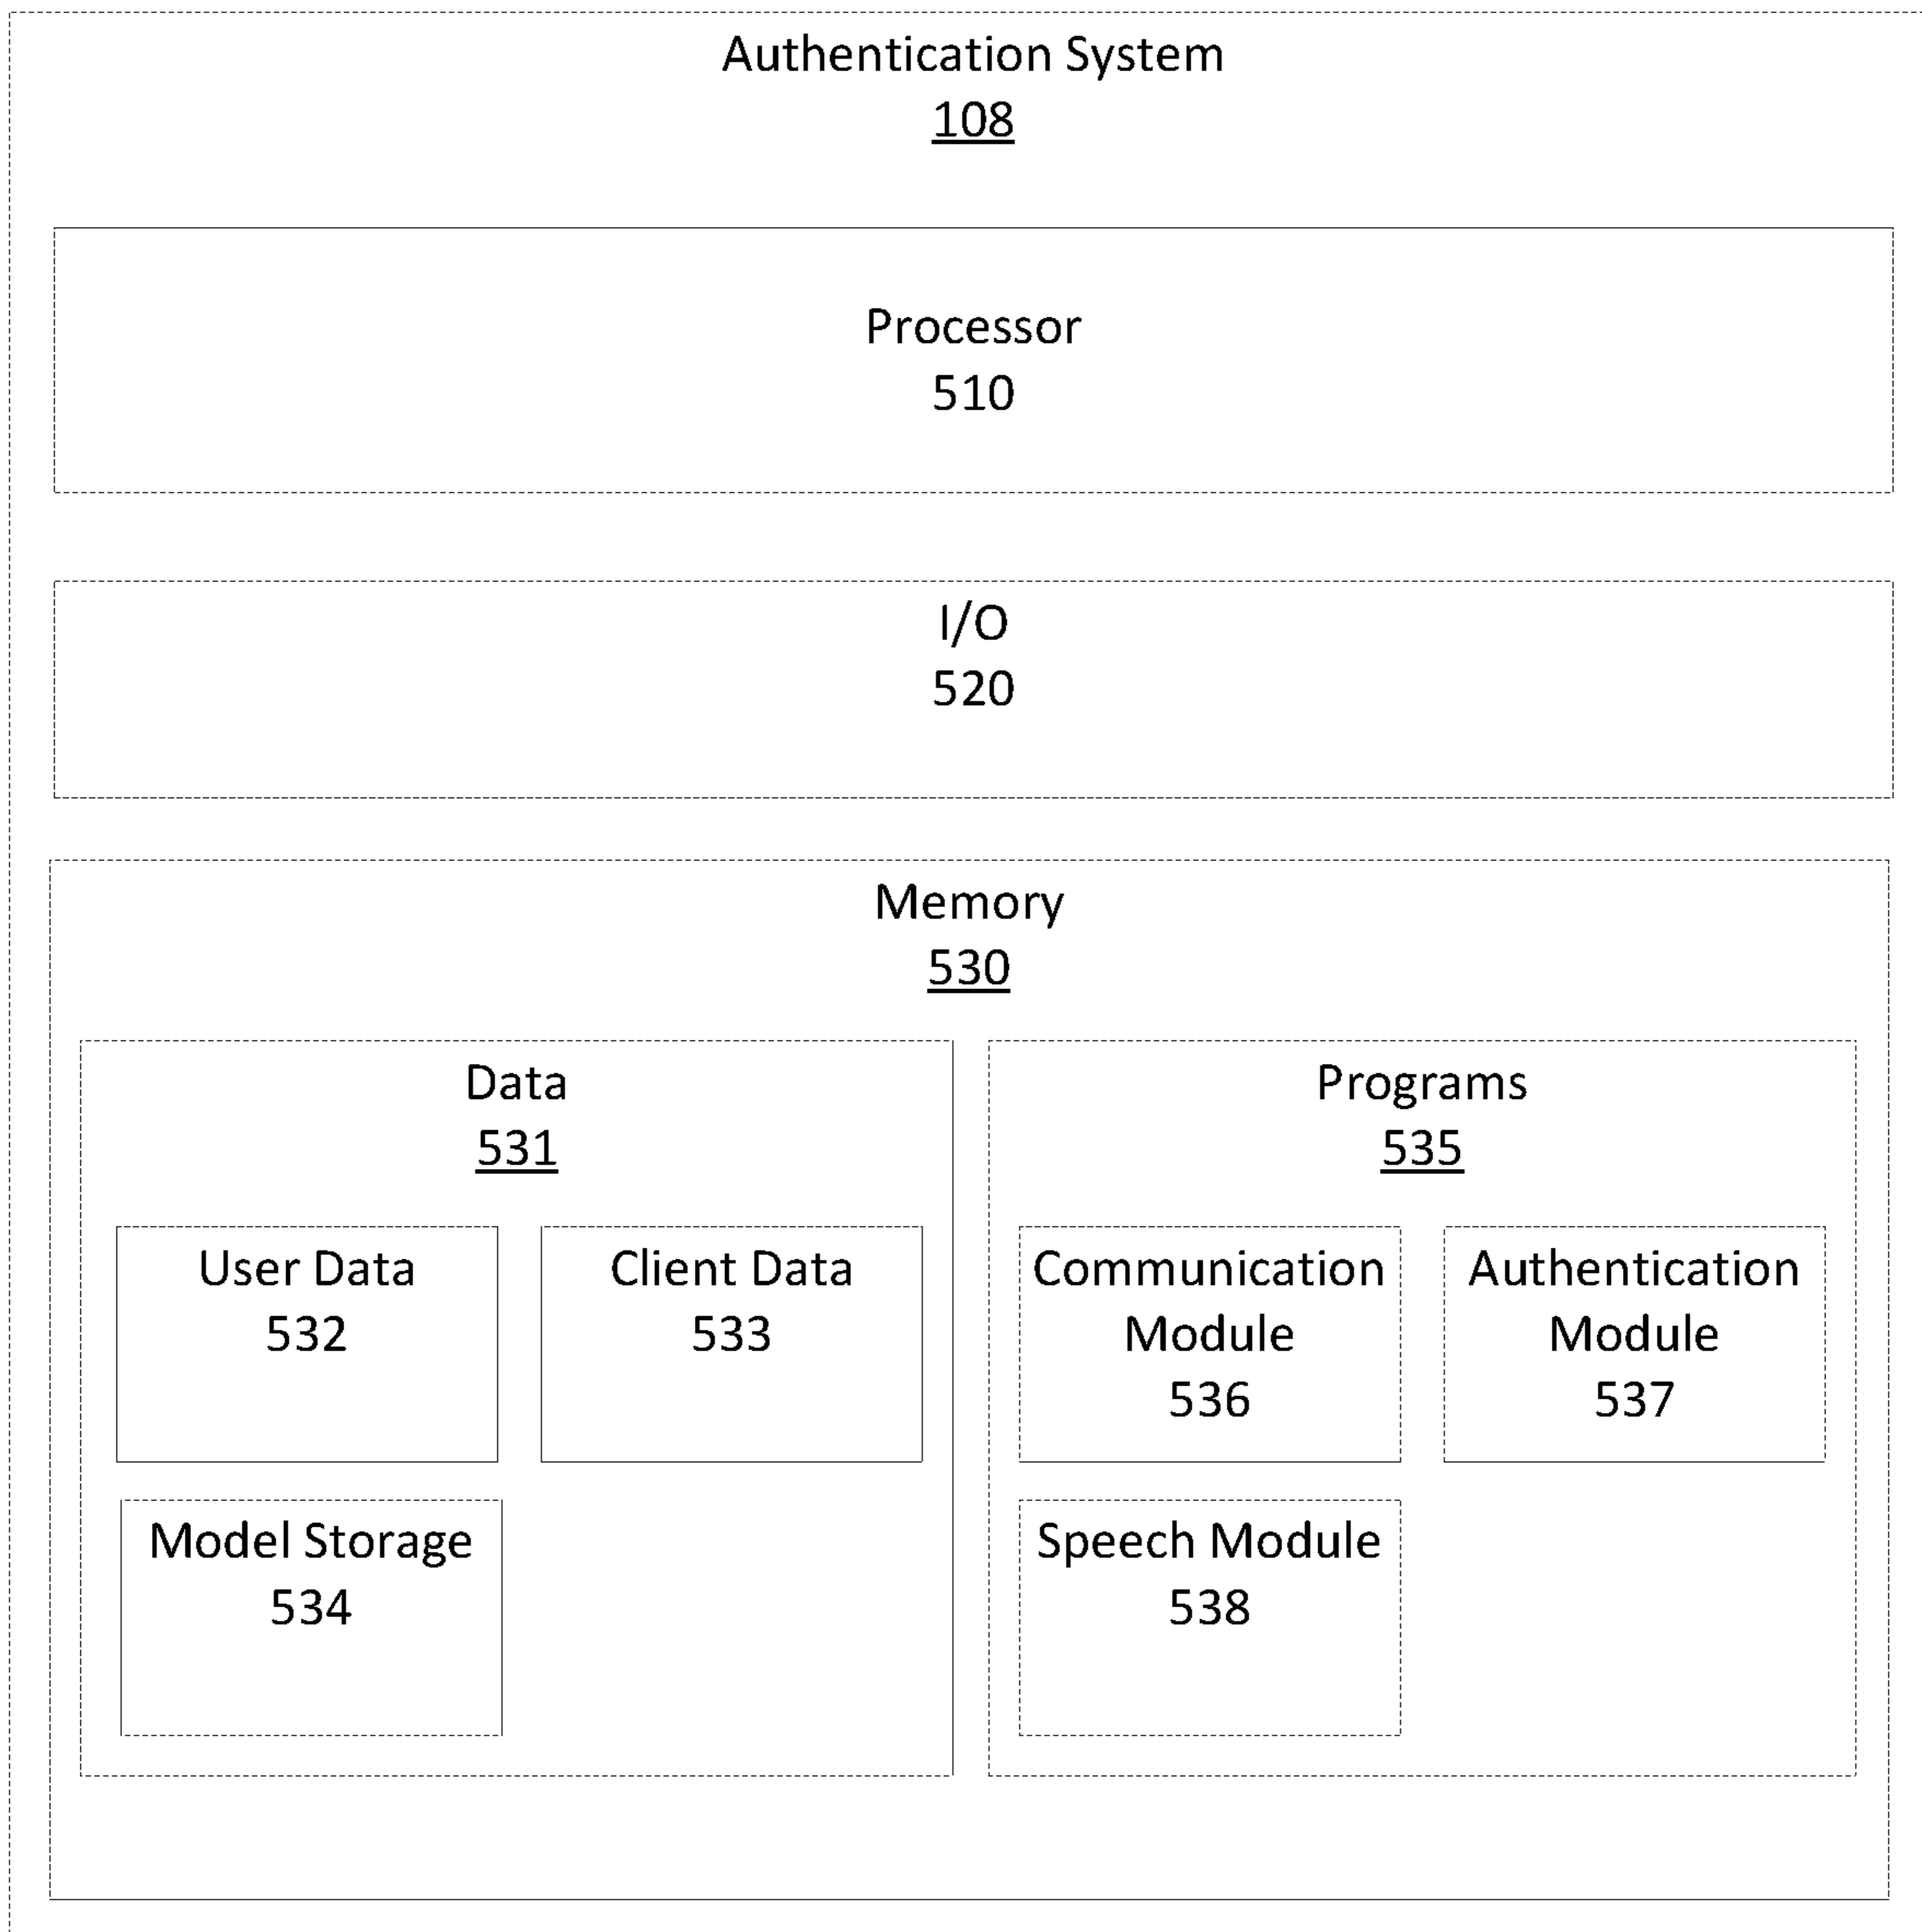 Authentication System
108
Processor
510
I/O
520
Memory
530
Data
531
User Data
532
Client Data
533
Model Storage
534
Programs
535
Communication
Module
536
Authentication
Module
537
Speech Module
538